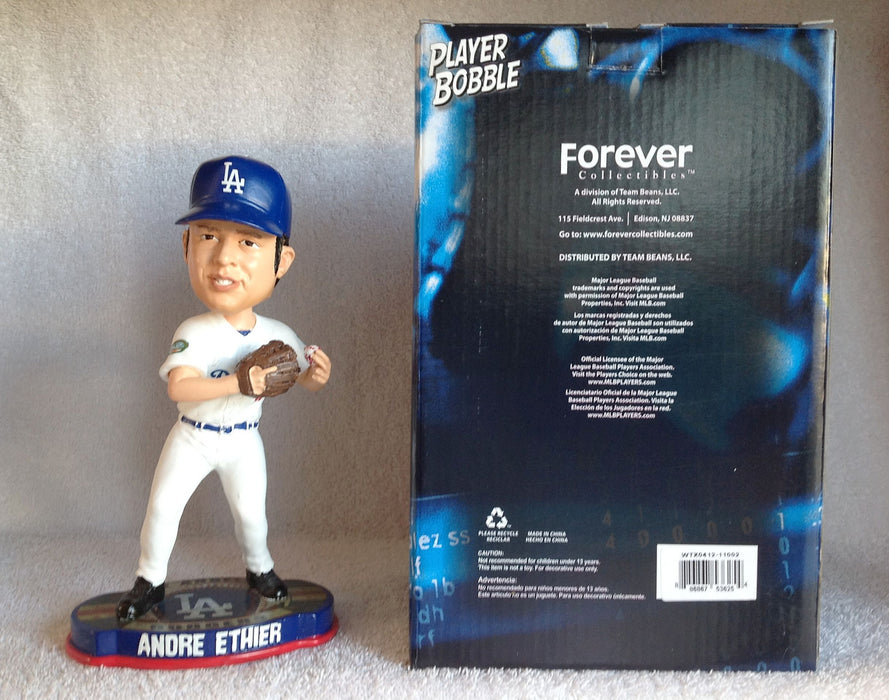 LA
LA
ANDRE ETHIER
PLAYER
BOBBLE
Forever
Collectibles™
A division of Team Beans, LLC.
All Rights Reserved.
115 Fieldcrest Ave. | Edison, NJ 08837
Go to: www.forevercollectibles.com
DISTRIBUTED BY TEAM BEANS, LLC.
Major League Baseball
trademarks and copyrights are used
with permission of Major League Baseball
Properties, Inc. Visit MLB.com
Los marcas registradas y derechos
de autor de Major League Baseball son utilizados
con autorización de Major League Baseball
Properties, Inc. Visita MLB.com
Official Licensee of the Major
League Baseball Players Association.
Visit the Players Choice on the web.
www.MLBPLAYERS.com
Licenciatario Oficial de la Major League
Baseball Players Association. Visita la
Elección de los Jugadores en la red.
www.MLBPLAYERS.com
PLEASE RECYCLE
RECICLAR
MADE IN CHINA
HECHO EN CHINA
CAUTION:
Not recommended for children under 13 years.
This item is not a toy. For decorative use only.
Advertencia:
No recomendado para niños menores de 13 años.
Este artículo no es un juguete. Para uso decorativo únicamente.
WTX0412-11002
8 06867 53625 4